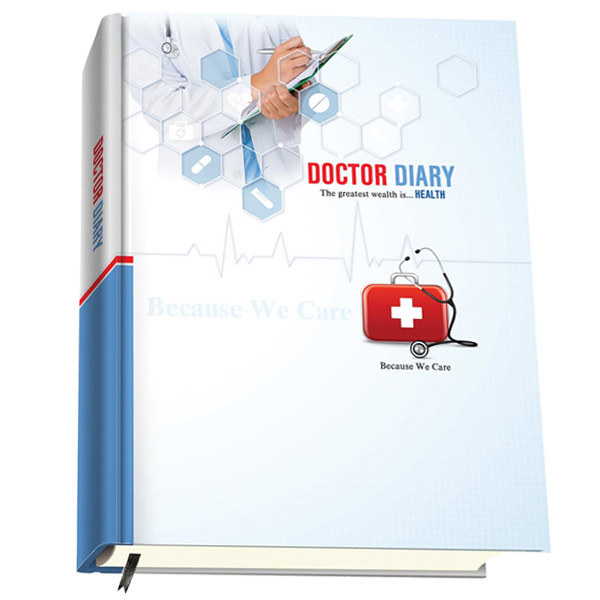 DOCTOR DIARY
DOCTOR DIARY
The greatest wealth is... HEALTH
Because We Care
Because We Care